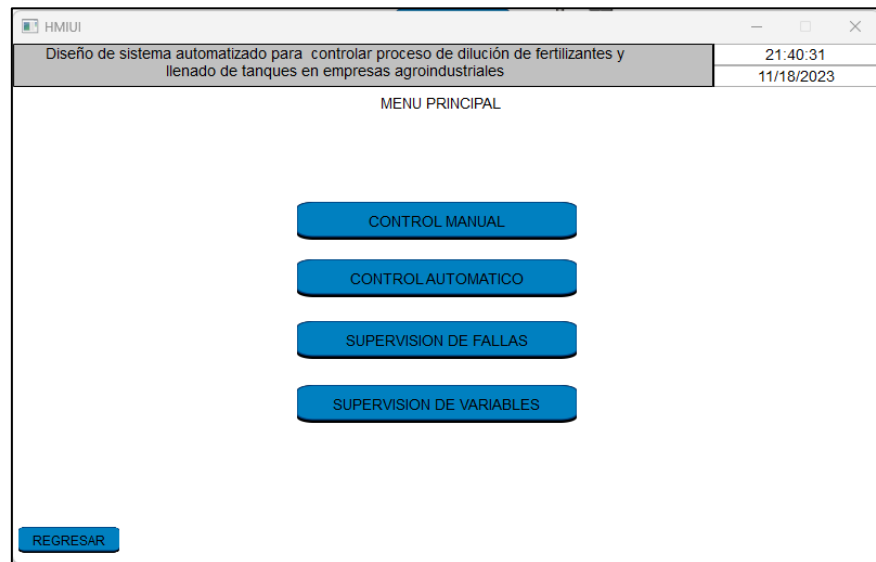 HMIUI
Diseño de sistema automatizado para controlar proceso de dilución de fertilizantes y
llenado de tanques en empresas agroindustriales
21:40:31
11/18/2023
MENU PRINCIPAL
CONTROL MANUAL
CONTROL AUTOMATICO
SUPERVISION DE FALLAS
SUPERVISION DE VARIABLES
REGRESAR